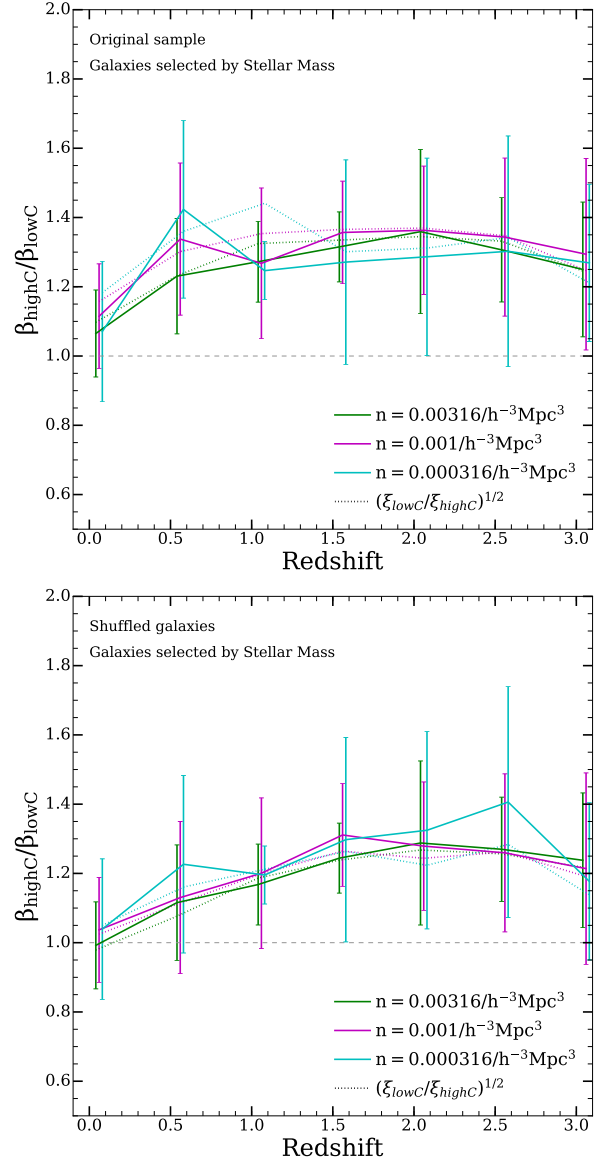 2.0
1.8
1.6
1.4
1.2
1.0
0.8
0.6
β_highC/β_lowC
Original sample
Galaxies selected by Stellar Mass
n = 0.00316/h⁻³Mpc³
n = 0.001/h⁻³Mpc³
n = 0.000316/h⁻³Mpc³
(ξ_lowC/ξ_highC)^1/2
0.0 0.5 1.0 1.5 2.0 2.5 3.0
Redshift
2.0
1.8
1.6
1.4
1.2
1.0
0.8
0.6
β_highC/β_lowC
Shuffled galaxies
Galaxies selected by Stellar Mass
n = 0.00316/h⁻³Mpc³
n = 0.001/h⁻³Mpc³
n = 0.000316/h⁻³Mpc³
(ξ_lowC/ξ_highC)^1/2
0.0 0.5 1.0 1.5 2.0 2.5 3.0
Redshift